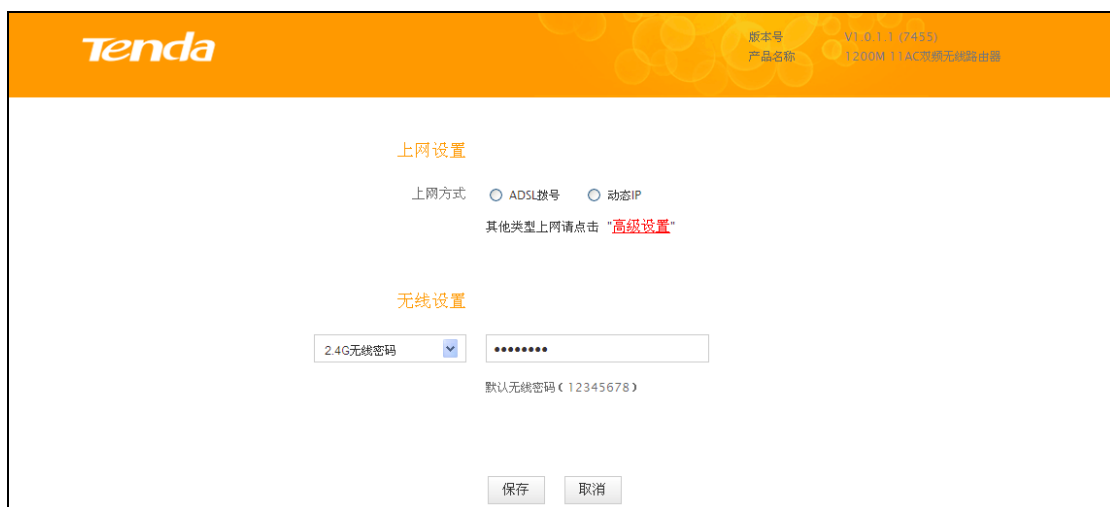 Tenda
版本号 V1.0.1.1 (7455)
产品名称 1200M 11AC双频无线路由器
上网设置
上网方式 ADSL拨号 动态IP
其他类型上网请点击 "高级设置"
无线设置
2.4G无线密码 ••••••••
默认无线密码(12345678)
保存 取消